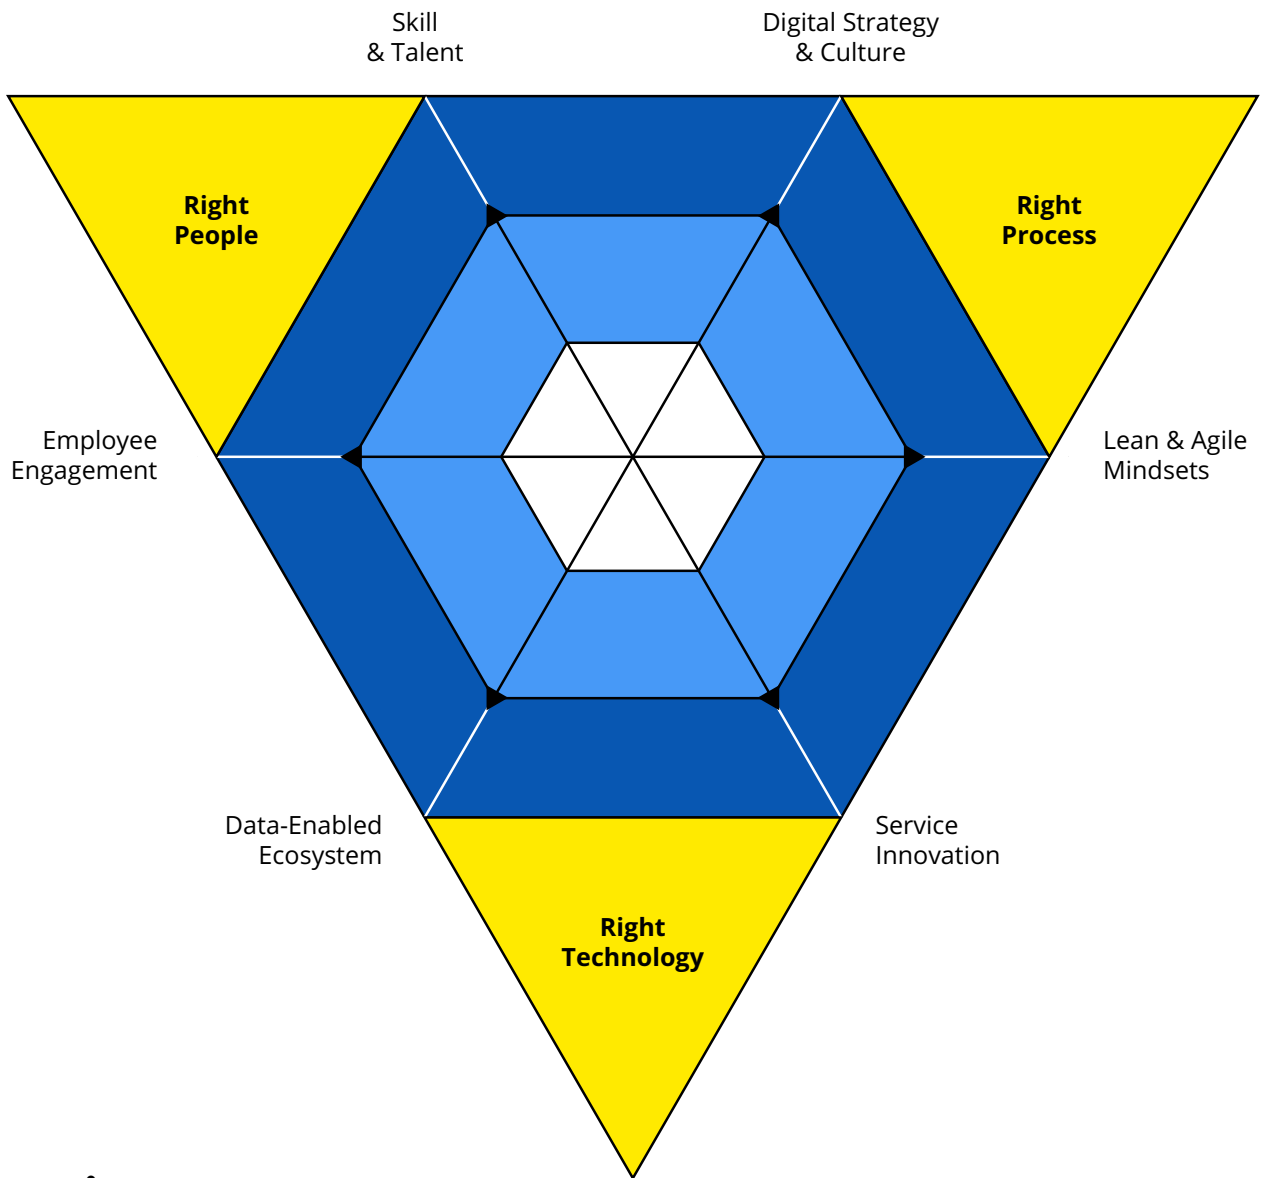 Skill
& Talent
Digital Strategy
& Culture
Right
People
Right
Process
Employee
Engagement
Lean & Agile
Mindsets
Data-Enabled
Ecosystem
Service
Innovation
Right
Technology